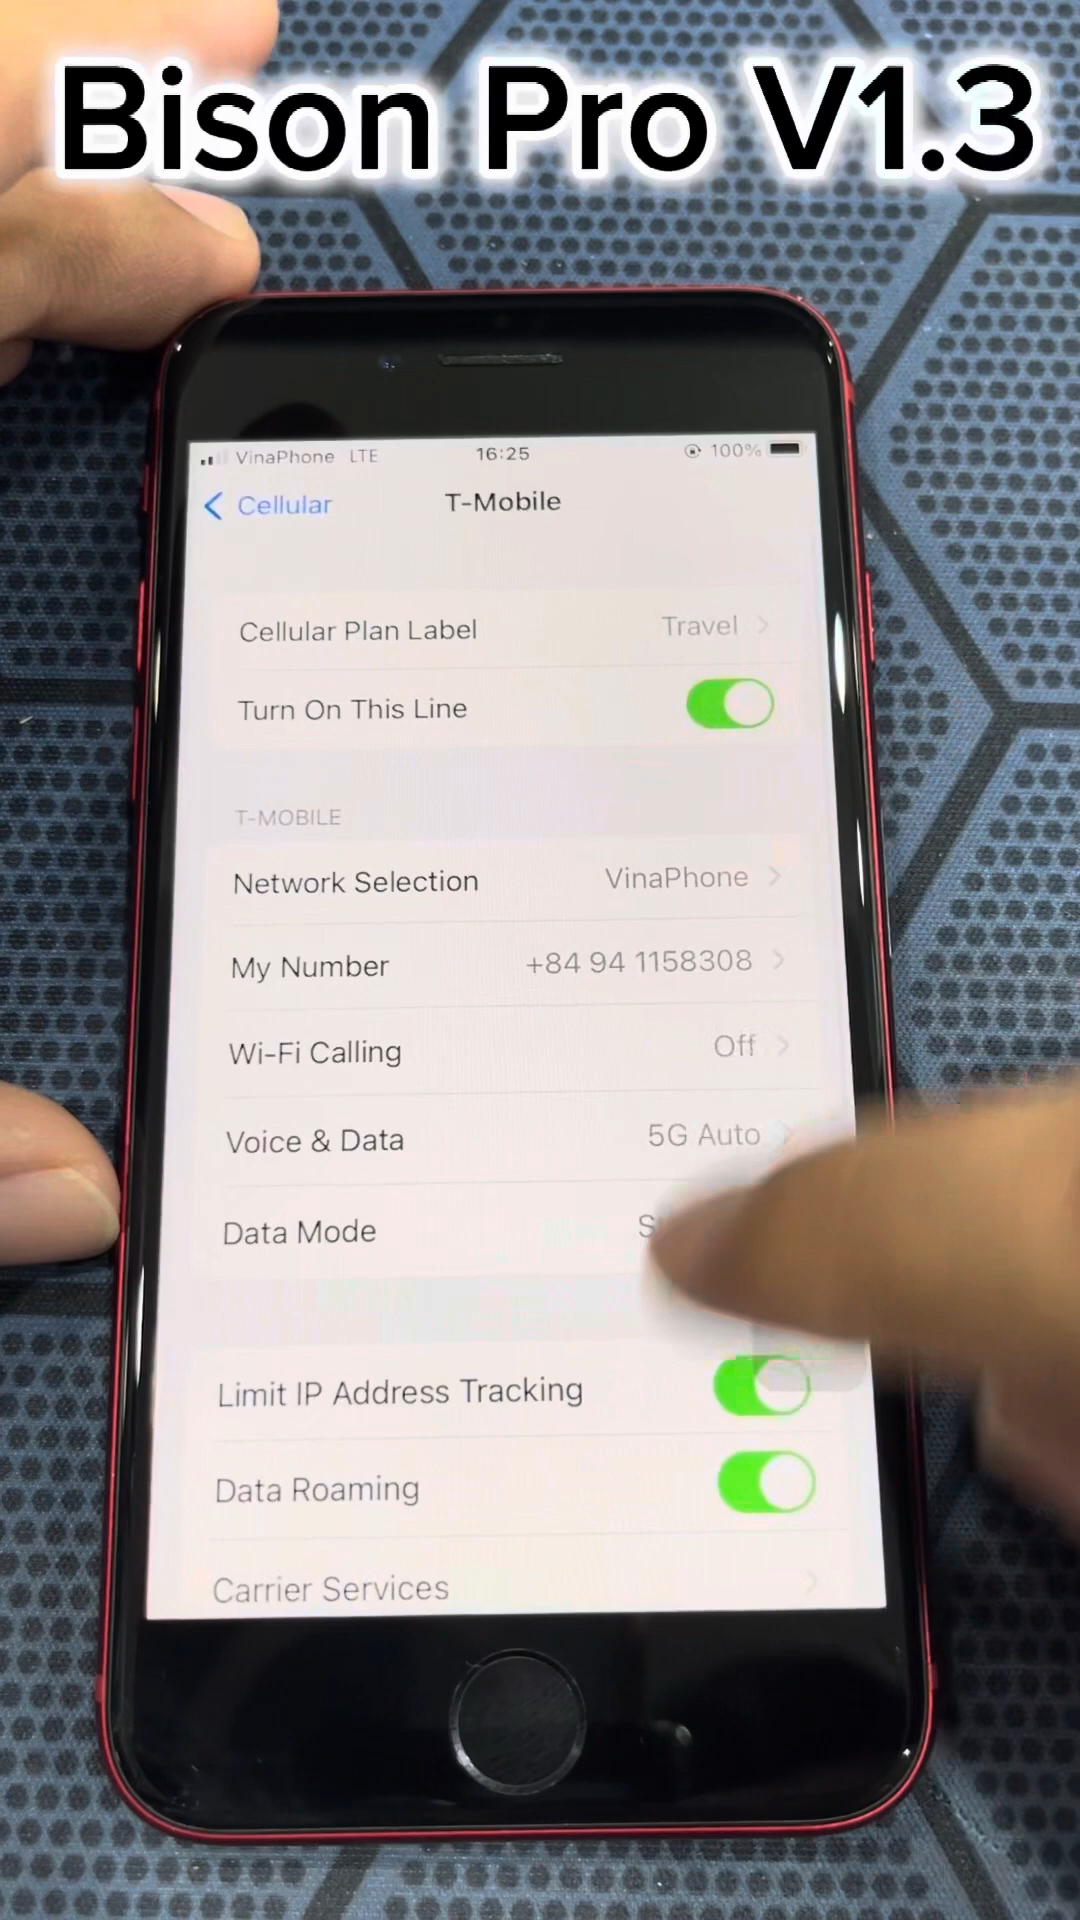 Bison Pro V1.3
VinaPhone LTE 16:25 100%
Cellular T-Mobile
Cellular Plan Label Travel
Turn On This Line
T-MOBILE
Network Selection VinaPhone
My Number +84 94 1158308
Wi-Fi Calling Off
Voice & Data 5G Auto
Data Mode
Limit IP Address Tracking
Data Roaming
Carrier Services